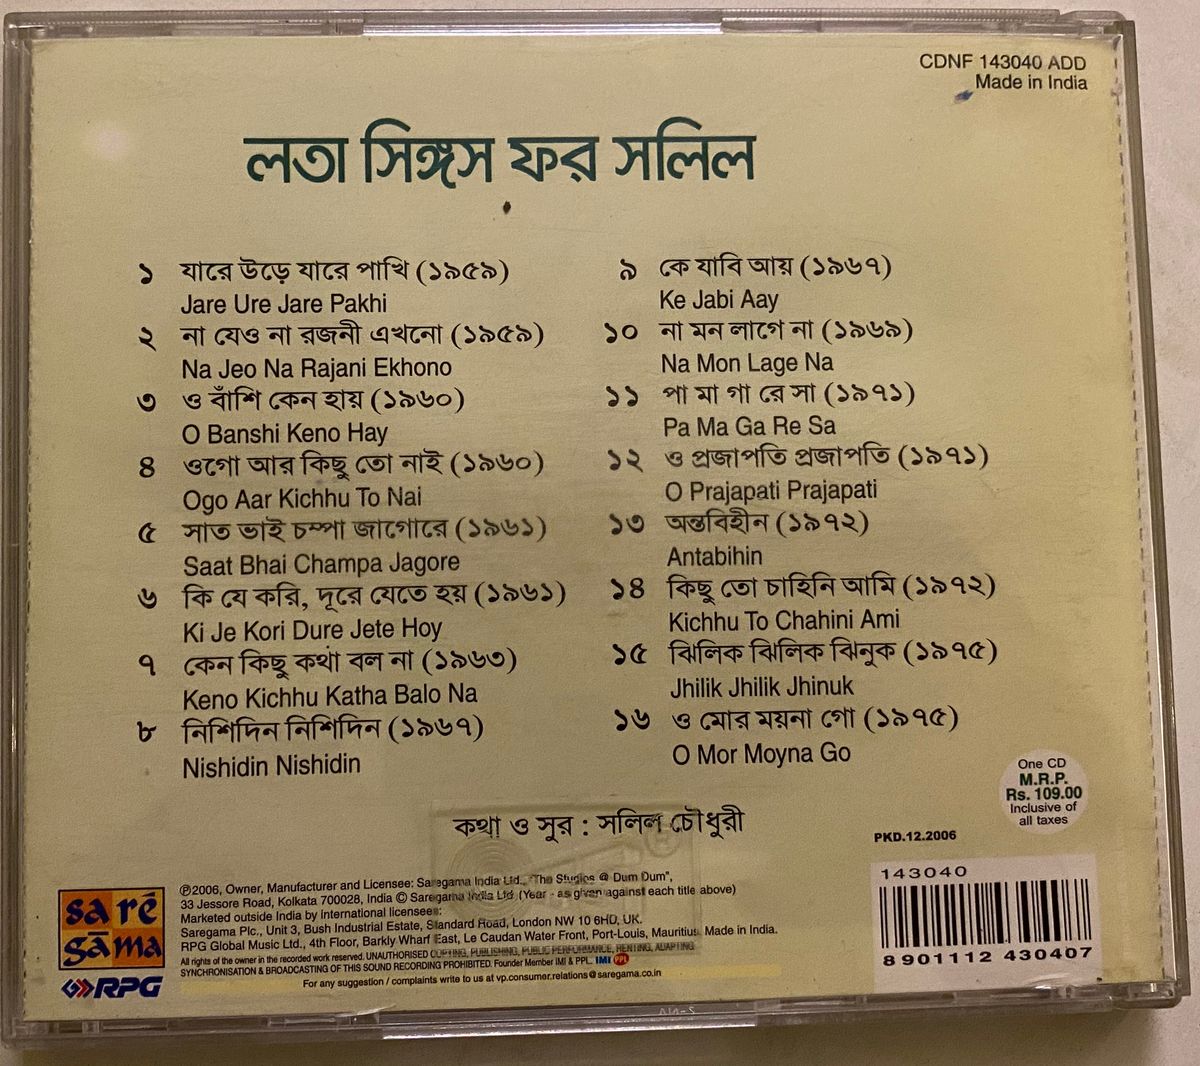 CDNF 143040 ADD
Made in India
লতা সিঙ্গস ফর সলিল
১ যারে উড়ে যারে পাখি (১৯৫৯)
Jare Ure Jare Pakhi
২ না যেও না রজনী এখনো (১৯৫৯)
Na Jeo Na Rajani Ekhono
৩ ও বাঁশি কেন হায় (১৯৬০)
O Banshi Keno Hay
৪ ওগো আর কিছু তো নাই (১৯৬০)
Ogo Aar Kichhu To Nai
৫ সাত ভাই চম্পা জাগোরে (১৯৬১)
Saat Bhai Champa Jagore
৬ কি যে করি, দূরে যেতে হয় (১৯৬১)
Ki Je Kori Dure Jete Hoy
৭ কেন কিছু কথা বল না (১৯৬৩)
Keno Kichhu Katha Balo Na
৮ নিশিদিন নিশিদিন (১৯৬৭)
Nishidin Nishidin
৯ কে যাবি আয় (১৯৬৭)
Ke Jabi Aay
১০ না মন লাগে না (১৯৬৯)
Na Mon Lage Na
১১ পা মা গা রে সা (১৯৭১)
Pa Ma Ga Re Sa
১২ ও প্রজাপতি প্রজাপতি (১৯৭১)
O Prajapati Prajapati
১৩ অন্তবিহীন (১৯৭২)
Antabihin
১৪ কিছু তো চাহিনি আমি (১৯৭২)
Kichhu To Chahini Ami
১৫ ঝিলিক ঝিলিক ঝিনুক (১৯৭৫)
Jhilik Jhilik Jhinuk
১৬ ও মোর ময়না গো (১৯৭৫)
O Mor Moyna Go
One CD
M.R.P.
Rs. 109.00
Inclusive of
all taxes
কথা ও সুর : সলিল চৌধুরী
PKD.12.2006
143040
8 901112 430407
sa rē
gāma
RPG
℗2006, Owner, Manufacturer and Licensee: Saregama India Ltd., "The Studios @ Dum Dum",
33 Jessore Road, Kolkata 700028, India © Saregama India Ltd (Year - as given against each title above)
Marketed outside India by International licensees:
Saregama Plc., Unit 3, Bush Industrial Estate, Standard Road, London NW 10 6HD, UK.
RPG Global Music Ltd., 4th Floor, Barkly Wharf East, Le Caudan Water Front, Port-Louis, Mauritius. Made in India.
All rights of the owner in the recorded work reserved. UNAUTHORISED COPYING, PUBLISHING, PUBLIC PERFORMANCE, RENTING, ADAPTING
SYNCHRONISATION & BROADCASTING OF THIS SOUND RECORDING PROHIBITED. Founder Member IMI & PPL. IMI PPL
For any suggestion / complaints write to us at vp.consumer.relations@saregama.co.in